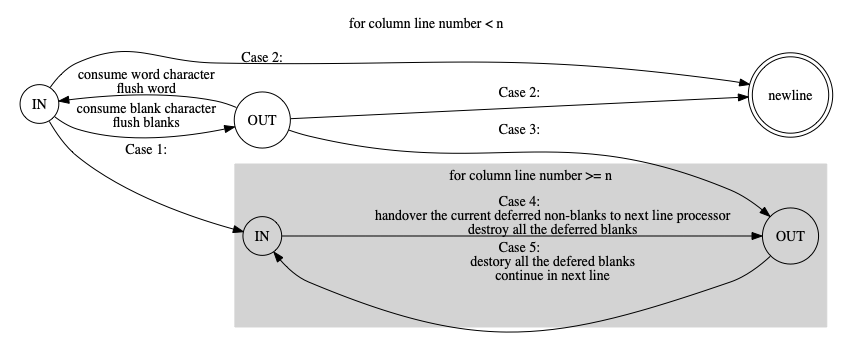 for column line number < n
Case 2:
consume word character
flush word
IN
consume blank character
flush blanks
OUT
Case 2:
newline
Case 3:
Case 1:
for column line number >= n
Case 4:
handover the current deferred non-blanks to next line processor
destroy all the deferred blanks
IN
OUT
Case 5:
destory all the defered blanks
continue in next line